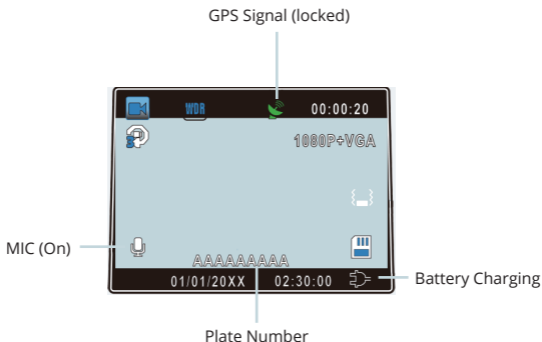 GPS Signal (locked)
WDR
00:00:20
1080P+VGA
MIC (On)
AAAAAAAAA
Battery Charging
01/01/20XX 02:30:00
Plate Number